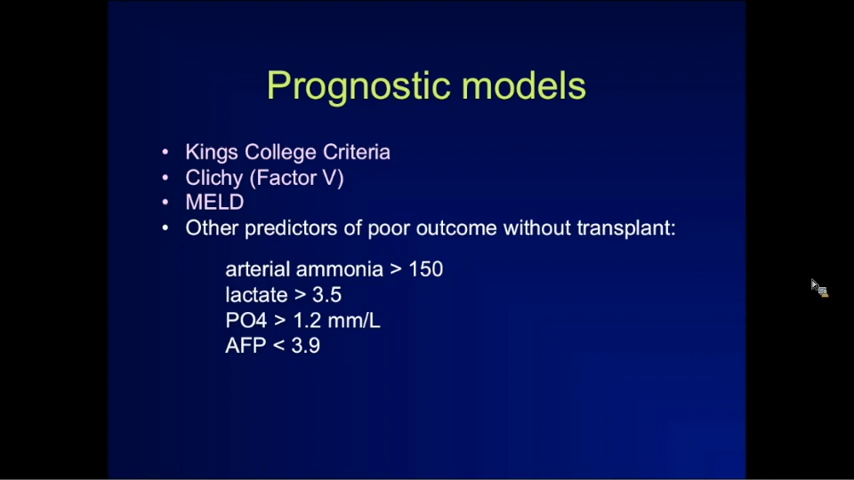 Prognostic models
• Kings College Criteria
• Clichy (Factor V)
• MELD
• Other predictors of poor outcome without transplant:
arterial ammonia > 150
lactate > 3.5
PO4 > 1.2 mm/L
AFP < 3.9